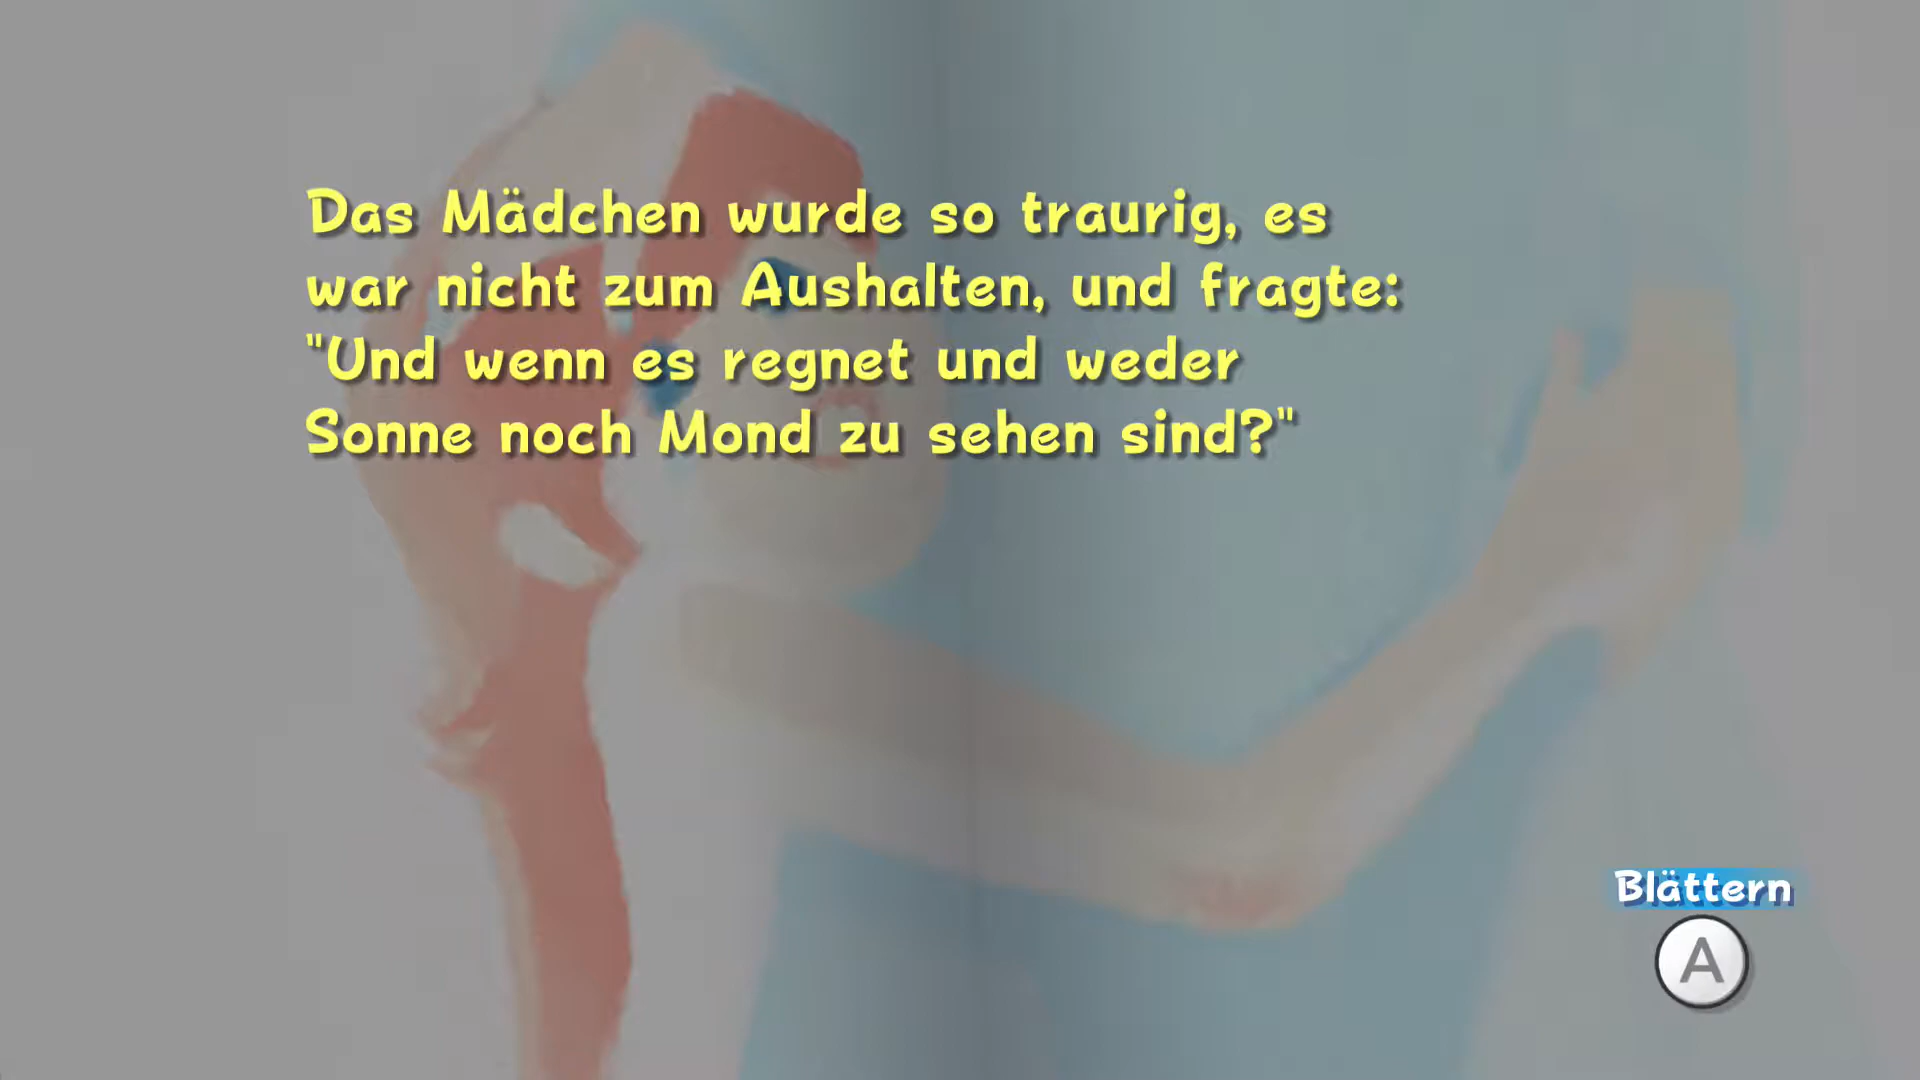 Das Mädchen wurde so traurig, es
war nicht zum Aushalten, und fragte:
"Und wenn es regnet und weder
Sonne noch Mond zu sehen sind?"
Blättern
A